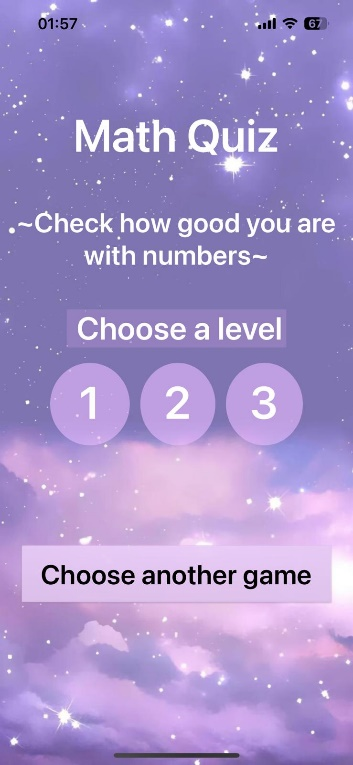 01:57
67
Math Quiz
~Check how good you are
with numbers~
Choose a level
1 2 3
Choose another game